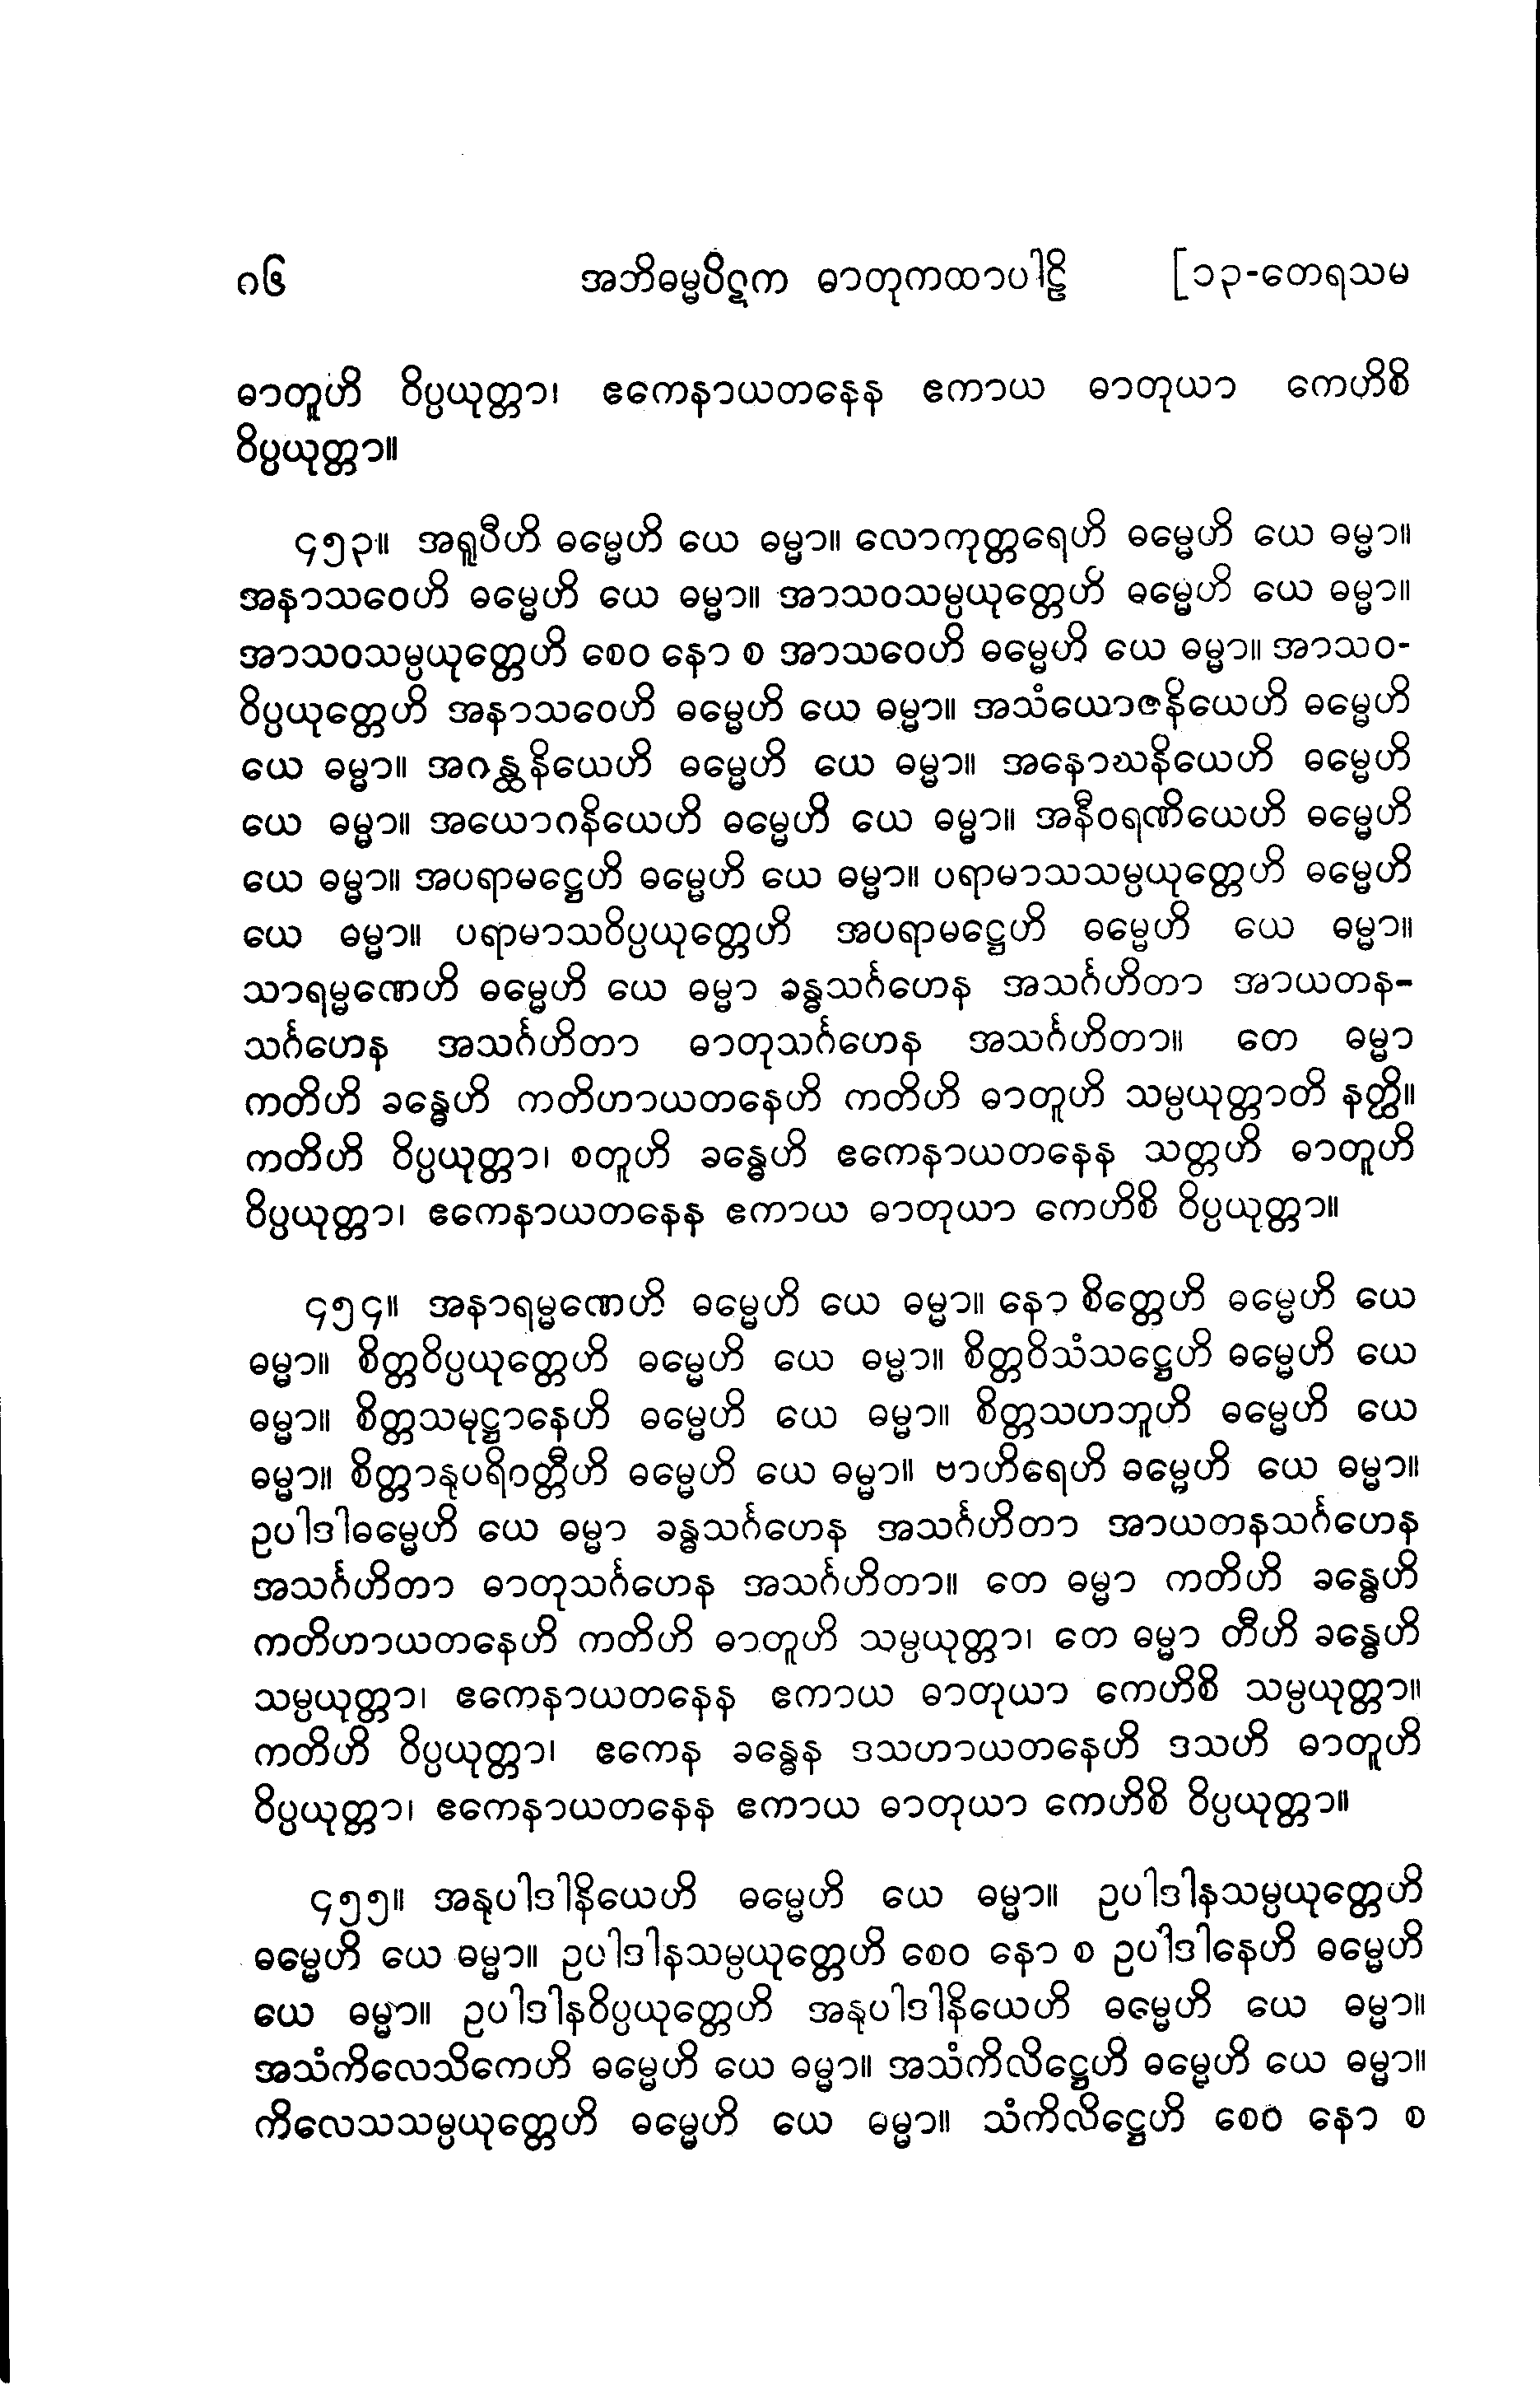 ၈၆ အဘိဓမ္မပိဋက ဓာတုကထာပါဠိ [၁၃-တေရသမ
ဓာတူဟိ ဝိပ္ပယုတ္တာ၊ ဧကေနာယတနေန ဧကာယ ဓာတုယာ ကေဟိစိ
ဝိပ္ပယုတ္တာ။
၄၅၃။ အရူပီဟိ ဓမ္မေဟိ ယေ ဓမ္မာ။ လောကုတ္တရေဟိ ဓမ္မေဟိ ယေ ဓမ္မာ။
အနာသဝေဟိ ဓမ္မေဟိ ယေ ဓမ္မာ။ အာသဝသမ္ပယုတ္တေဟိ ဓမ္မေဟိ ယေ ဓမ္မာ။
အာသဝသမ္ပယုတ္တေဟိ စေဝ နော စ အာသဝေဟိ ဓမ္မေဟိ ယေ ဓမ္မာ။ အာသဝ-
ဝိပ္ပယုတ္တေဟိ အနာသဝေဟိ ဓမ္မေဟိ ယေ ဓမ္မာ။ အသံယောဇနိယေဟိ ဓမ္မေဟိ
ယေ ဓမ္မာ။ အဂန္ထနိယေဟိ ဓမ္မေဟိ ယေ ဓမ္မာ။ အနောဃနိယေဟိ ဓမ္မေဟိ
ယေ ဓမ္မာ။ အယောဂနိယေဟိ ဓမ္မေဟိ ယေ ဓမ္မာ။ အနီဝရဏိယေဟိ ဓမ္မေဟိ
ယေ ဓမ္မာ။ အပရာမဋ္ဌေဟိ ဓမ္မေဟိ ယေ ဓမ္မာ။ ပရာမာသသမ္ပယုတ္တေဟိ ဓမ္မေဟိ
ယေ ဓမ္မာ။ ပရာမာသဝိပ္ပယုတ္တေဟိ အပရာမဋ္ဌေဟိ ဓမ္မေဟိ ယေ ဓမ္မာ။
သာရမ္မဏေဟိ ဓမ္မေဟိ ယေ ဓမ္မာ ခန္ဓသင်္ဂဟေန အသင်္ဂဟိတာ အာယတန-
သင်္ဂဟေန အသင်္ဂဟိတာ ဓာတုသင်္ဂဟေန အသင်္ဂဟိတာ။ တေ ဓမ္မာ
ကတိဟိ ခန္ဓေဟိ ကတိဟာယတနေဟိ ကတိဟိ ဓာတူဟိ သမ္ပယုတ္တာတိ နတ္ထိ။
ကတိဟိ ဝိပ္ပယုတ္တာ၊ စတူဟိ ခန္ဓေဟိ ဧကေနာယတနေန သတ္တဟိ ဓာတူဟိ
ဝိပ္ပယုတ္တာ၊ ဧကေနာယတနေန ဧကာယ ဓာတုယာ ကေဟိစိ ဝိပ္ပယုတ္တာ။
၄၅၄။ အနာရမ္မဏေဟိ ဓမ္မေဟိ ယေ ဓမ္မာ။ နော စိတ္တေဟိ ဓမ္မေဟိ ယေ
ဓမ္မာ။ စိတ္တဝိပ္ပယုတ္တေဟိ ဓမ္မေဟိ ယေ ဓမ္မာ။ စိတ္တဝိသံသဋ္ဌေဟိ ဓမ္မေဟိ ယေ
ဓမ္မာ။ စိတ္တသမုဋ္ဌာနေဟိ ဓမ္မေဟိ ယေ ဓမ္မာ။ စိတ္တသဟဘူဟိ ဓမ္မေဟိ ယေ
ဓမ္မာ။ စိတ္တာနုပရိဝတ္တီဟိ ဓမ္မေဟိ ယေ ဓမ္မာ။ ဗာဟိရေဟိ ဓမ္မေဟိ ယေ ဓမ္မာ။
ဥပါဒါဓမ္မေဟိ ယေ ဓမ္မာ ခန္ဓသင်္ဂဟေန အသင်္ဂဟိတာ အာယတနသင်္ဂဟေန
အသင်္ဂဟိတာ ဓာတုသင်္ဂဟေန အသင်္ဂဟိတာ။ တေ ဓမ္မာ ကတိဟိ ခန္ဓေဟိ
ကတိဟာယတနေဟိ ကတိဟိ ဓာတူဟိ သမ္ပယုတ္တာ၊ တေ ဓမ္မာ တီဟိ ခန္ဓေဟိ
သမ္ပယုတ္တာ၊ ဧကေနာယတနေန ဧကာယ ဓာတုယာ ကေဟိစိ သမ္ပယုတ္တာ။
ကတိဟိ ဝိပ္ပယုတ္တာ၊ ဧကေန ခန္ဓေန ဒသဟာယတနေဟိ ဒသဟိ ဓာတူဟိ
ဝိပ္ပယုတ္တာ၊ ဧကေနာယတနေန ဧကာယ ဓာတုယာ ကေဟိစိ ဝိပ္ပယုတ္တာ။
၄၅၅။ အနုပါဒါနိယေဟိ ဓမ္မေဟိ ယေ ဓမ္မာ။ ဥပါဒါနသမ္ပယုတ္တေဟိ
ဓမ္မေဟိ ယေ ဓမ္မာ။ ဥပါဒါနသမ္ပယုတ္တေဟိ စေဝ နော စ ဥပါဒါနေဟိ ဓမ္မေဟိ
ယေ ဓမ္မာ။ ဥပါဒါနဝိပ္ပယုတ္တေဟိ အနုပါဒါနိယေဟိ ဓမ္မေဟိ ယေ ဓမ္မာ။
အသံကိလေသိကေဟိ ဓမ္မေဟိ ယေ ဓမ္မာ။ အသံကိလိဋ္ဌေဟိ ဓမ္မေဟိ ယေ ဓမ္မာ။
ကိလေသသမ္ပယုတ္တေဟိ ဓမ္မေဟိ ယေ ဓမ္မာ။ သံကိလိဋ္ဌေဟိ စေဝ နော စ